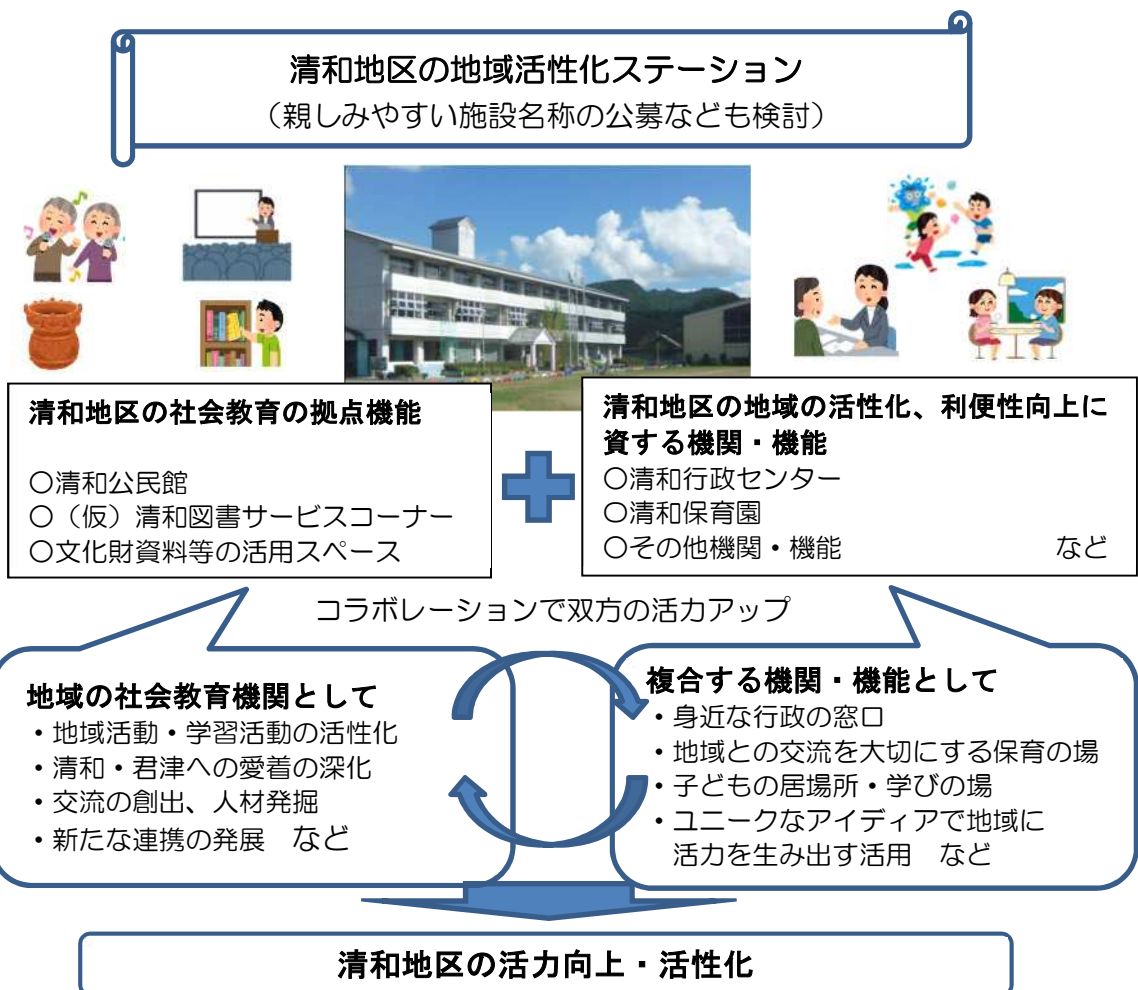 清和地区の地域活性化ステーション
(親しみやすい施設名称の公募なども検討)
清和地区の社会教育の拠点機能
○清和公民館
○(仮)清和図書サービスコーナー
○文化財資料等の活用スペース
清和地区の地域の活性化、利便性向上に
資する機関・機能
○清和行政センター
○清和保育園
○その他機関・機能 など
コラボレーションで双方の活力アップ
地域の社会教育機関として
・地域活動・学習活動の活性化
・清和・君津への愛着の深化
・交流の創出、人材発掘
・新たな連携の発展 など
複合する機関・機能として
・身近な行政の窓口
・地域との交流を大切にする保育の場
・子どもの居場所・学びの場
・ユニークなアイディアで地域に
活力を生み出す活用 など
清和地区の活力向上・活性化